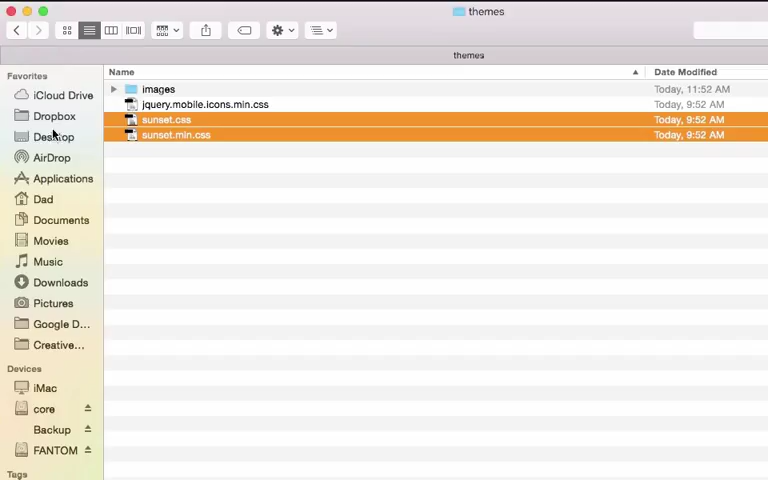 themes
themes
Favorites
iCloud Drive
Dropbox
Desktop
AirDrop
Applications
Dad
Documents
Movies
Music
Downloads
Pictures
Google D...
Creative...
Devices
iMac
core
Backup
FANTOM
Tags
Name Date Modified
images Today, 11:52 AM
jquery.mobile.icons.min.css Today, 9:52 AM
sunset.css Today, 9:52 AM
sunset.min.css Today, 9:52 AM